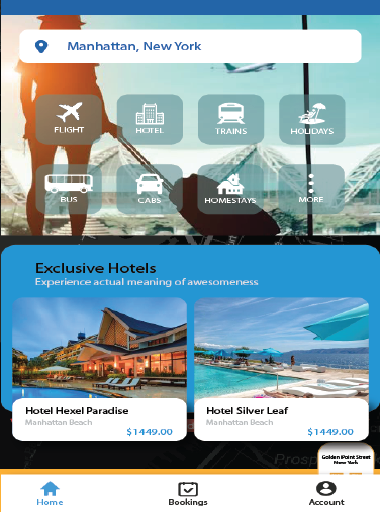 Manhattan, New York
FLIGHT
HOTEL
TRAINS
HOLIDAYS
BUS
CABS
HOMESTAYS
MORE
Exclusive Hotels
Experience actual meaning of awesomeness
Hotel Hexel Paradise
Manhattan Beach
$1449.00
Hotel Silver Leaf
Manhattan Beach
$1449.00
Prosp
Golden Point Street
New York
Home
Bookings
Account